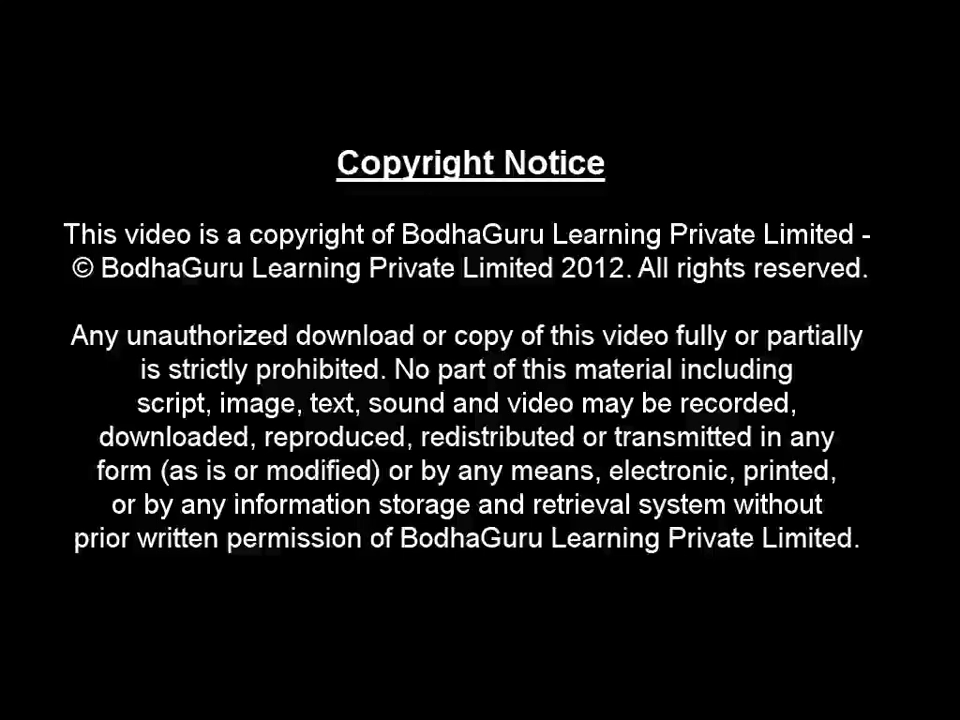 Copyright Notice
This video is a copyright of BodhaGuru Learning Private Limited -
© BodhaGuru Learning Private Limited 2012. All rights reserved.
Any unauthorized download or copy of this video fully or partially
is strictly prohibited. No part of this material including
script, image, text, sound and video may be recorded,
downloaded, reproduced, redistributed or transmitted in any
form (as is or modified) or by any means, electronic, printed,
or by any information storage and retrieval system without
prior written permission of BodhaGuru Learning Private Limited.